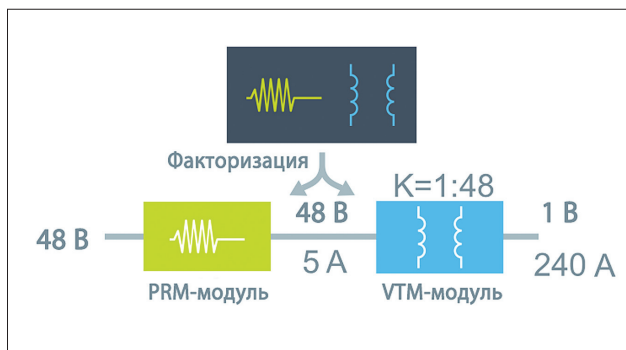 Факторизация
K=1:48
48 В
48 В
1 В
5 А
240 А
PRM-модуль
VTM-модуль